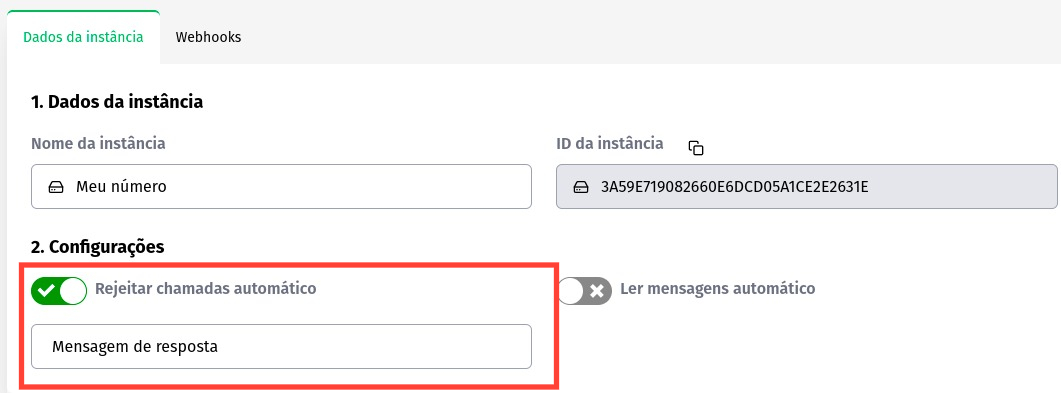 Dados da instância
Webhooks
1. Dados da instância
Nome da instância
ID da instância
Meu número
3A59E719082660E6DCD05A1CE2E2631E
2. Configurações
Rejeitar chamadas automático
Ler mensagens automático
Mensagem de resposta